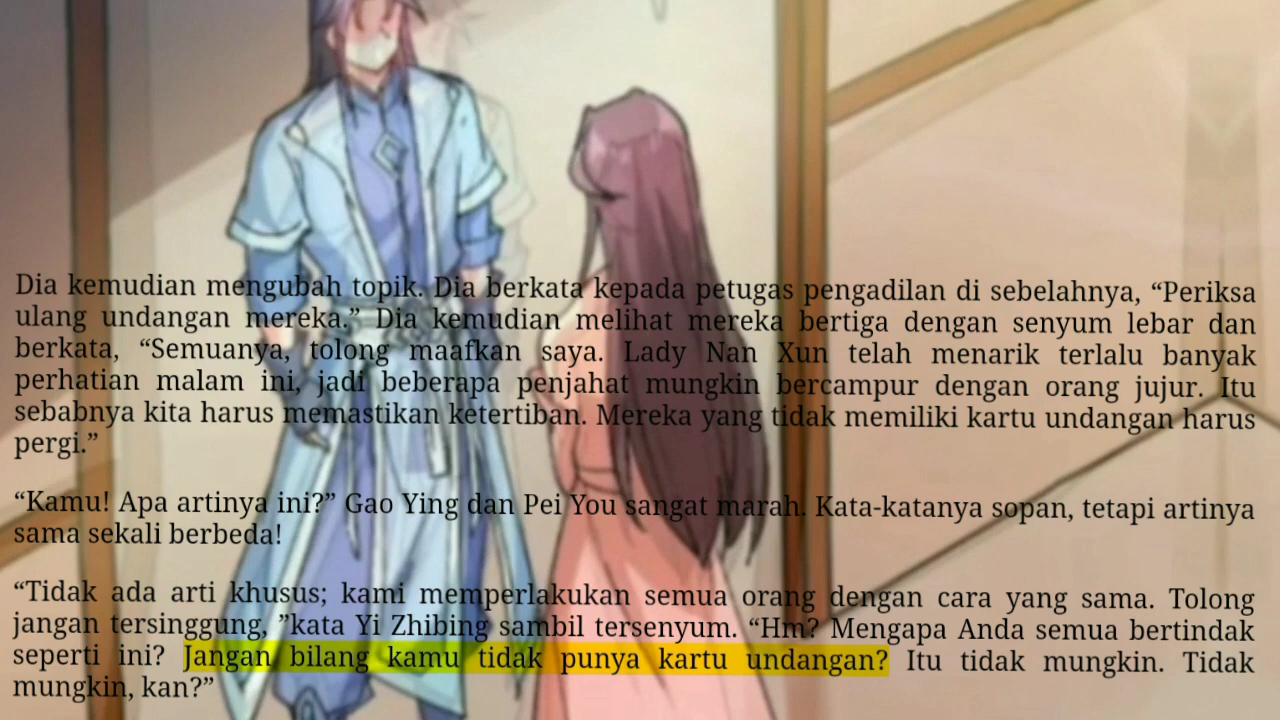 Dia kemudian mengubah topik. Dia berkata kepada petugas pengadilan di sebelahnya, “Periksa
ulang undangan mereka.” Dia kemudian melihat mereka bertiga dengan senyum lebar dan
berkata, “Semuanya, tolong maafkan saya. Lady Nan Xun telah menarik terlalu banyak
perhatian malam ini, jadi beberapa penjahat mungkin bercampur dengan orang jujur. Itu
sebabnya kita harus memastikan ketertiban. Mereka yang tidak memiliki kartu undangan harus
pergi.”
“Kamu! Apa artinya ini?” Gao Ying dan Pei You sangat marah. Kata-katanya sopan, tetapi artinya
sama sekali berbeda!
“Tidak ada arti khusus; kami memperlakukan semua orang dengan cara yang sama. Tolong
jangan tersinggung, ”kata Yi Zhibing sambil tersenyum. “Hm? Mengapa Anda semua bertindak
seperti ini? Jangan bilang kamu tidak punya kartu undangan? Itu tidak mungkin. Tidak
mungkin, kan?”